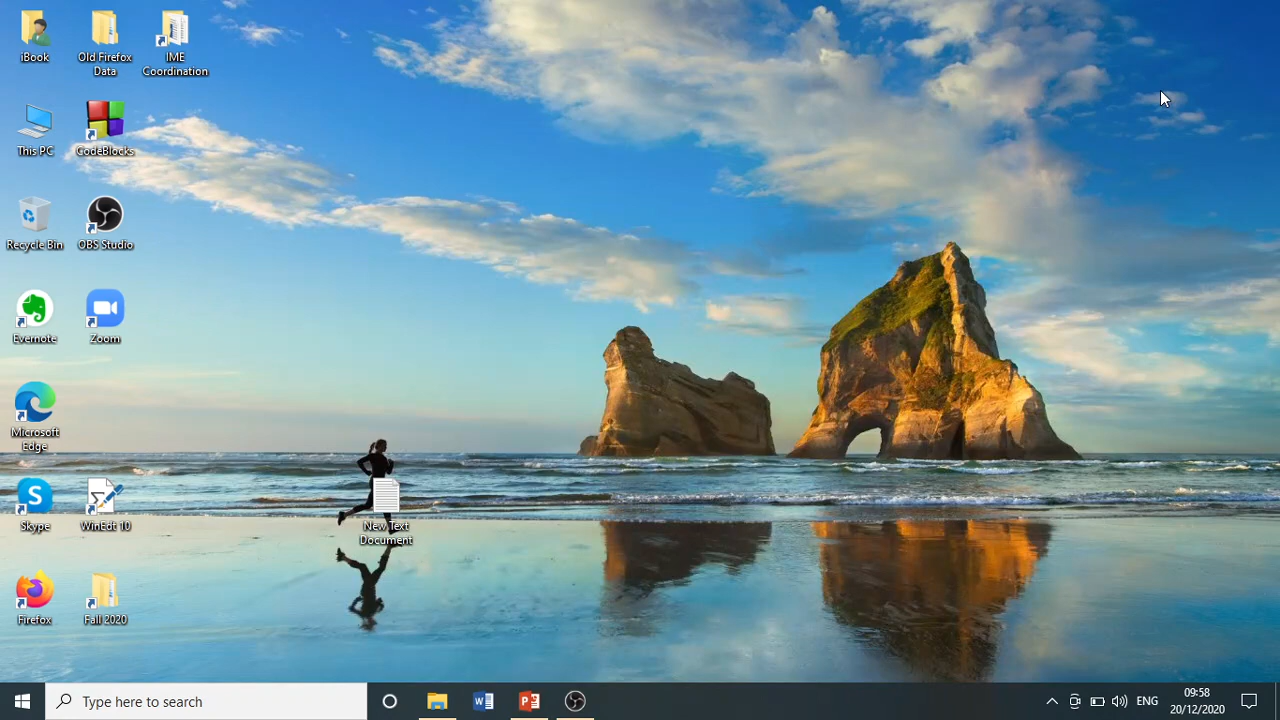 iBook
Old Firefox
Data
IME
Coordination
This PC
CodeBlocks
Recycle Bin
OBS Studio
Evernote
Zoom
Microsoft
Edge
Skype
WinEdt 10
New Text
Document
Firefox
Fall 2020
Type here to search
ENG
09:58
20/12/2020